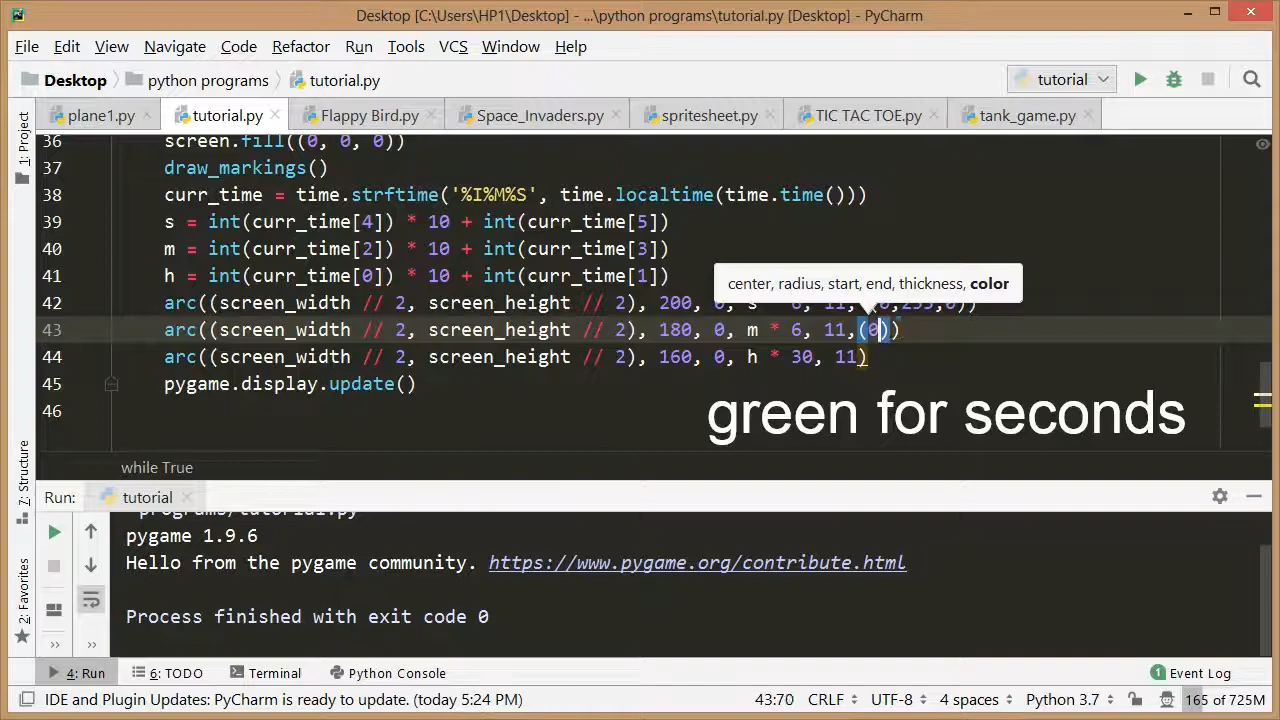 Desktop [C:\Users\HP1\Desktop] - ...\python programs\tutorial.py [Desktop] - PyCharm
File Edit View Navigate Code Refactor Run Tools VCS Window Help
Desktop python programs tutorial.py tutorial
plane1.py tutorial.py Flappy Bird.py Space_Invaders.py spritesheet.py TIC TAC TOE.py tank_game.py
1: Project
36 screen.fill((0, 0, 0))
37 draw_markings()
38 curr_time = time.strftime('%I%M%S', time.localtime(time.time()))
39 s = int(curr_time[4]) * 10 + int(curr_time[5])
40 m = int(curr_time[2]) * 10 + int(curr_time[3])
41 h = int(curr_time[0]) * 10 + int(curr_time[1])
center, radius, start, end, thickness, color
42 arc((screen_width // 2, screen_height // 2), 200, 0, s * 6, 11, (0,255,0))
43 arc((screen_width // 2, screen_height // 2), 180, 0, m * 6, 11,(0))
44 arc((screen_width // 2, screen_height // 2), 160, 0, h * 30, 11)
45 pygame.display.update()
46
green for seconds
while True
7: Structure
Run: tutorial
programs/tutorial.py
pygame 1.9.6
Hello from the pygame community. https://www.pygame.org/contribute.html
Process finished with exit code 0
2: Favorites
4: Run 6: TODO Terminal Python Console 1 Event Log
IDE and Plugin Updates: PyCharm is ready to update. (today 5:24 PM) 43:70 CRLF UTF-8 4 spaces Python 3.7 165 of 725M